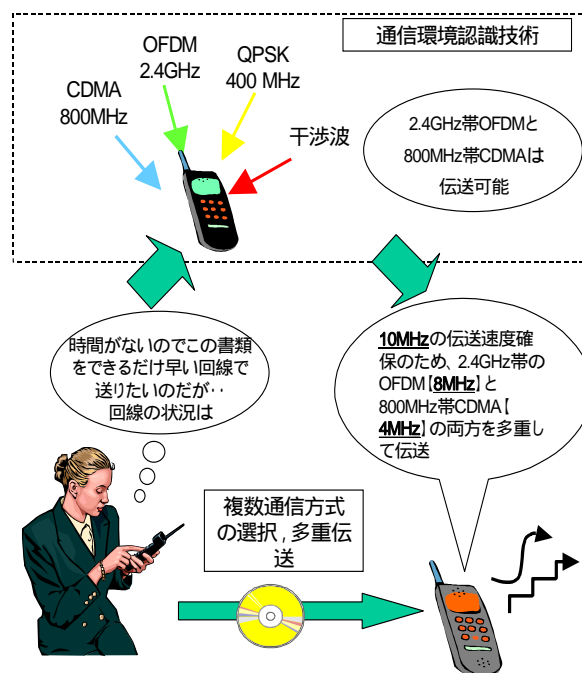 通信環境認識技術
OFDM
2.4GHz
QPSK
400 MHz
CDMA
800MHz
干渉波
2.4GHz帯OFDMと
800MHz帯CDMAは
伝送可能
時間がないのでこの書類
をできるだけ早い回線で
送りたいのだが‥
回線の状況は
10MHzの伝送速度確
保のため、2.4GHz帯の
OFDM【8MHz】と
800MHz帯CDMA【
4MHz】の両方を多重し
て伝送
複数通信方式
の選択，多重伝
送